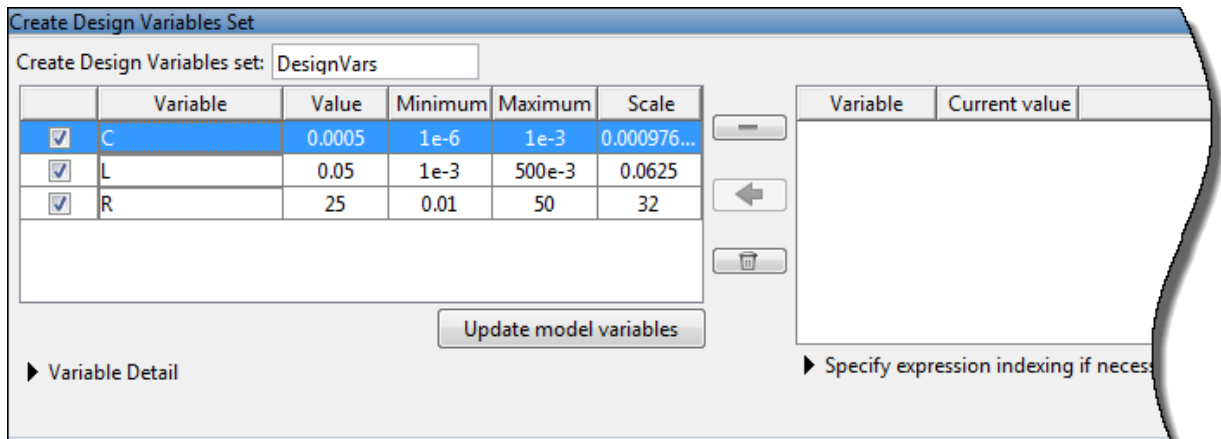 Create Design Variables Set
Create Design Variables set: DesignVars
Variable Value Minimum Maximum Scale
C 0.0005 1e-6 1e-3 0.000976...
L 0.05 1e-3 500e-3 0.0625
R 25 0.01 50 32
Update model variables
Variable Detail
Variable Current value
Specify expression indexing if neces